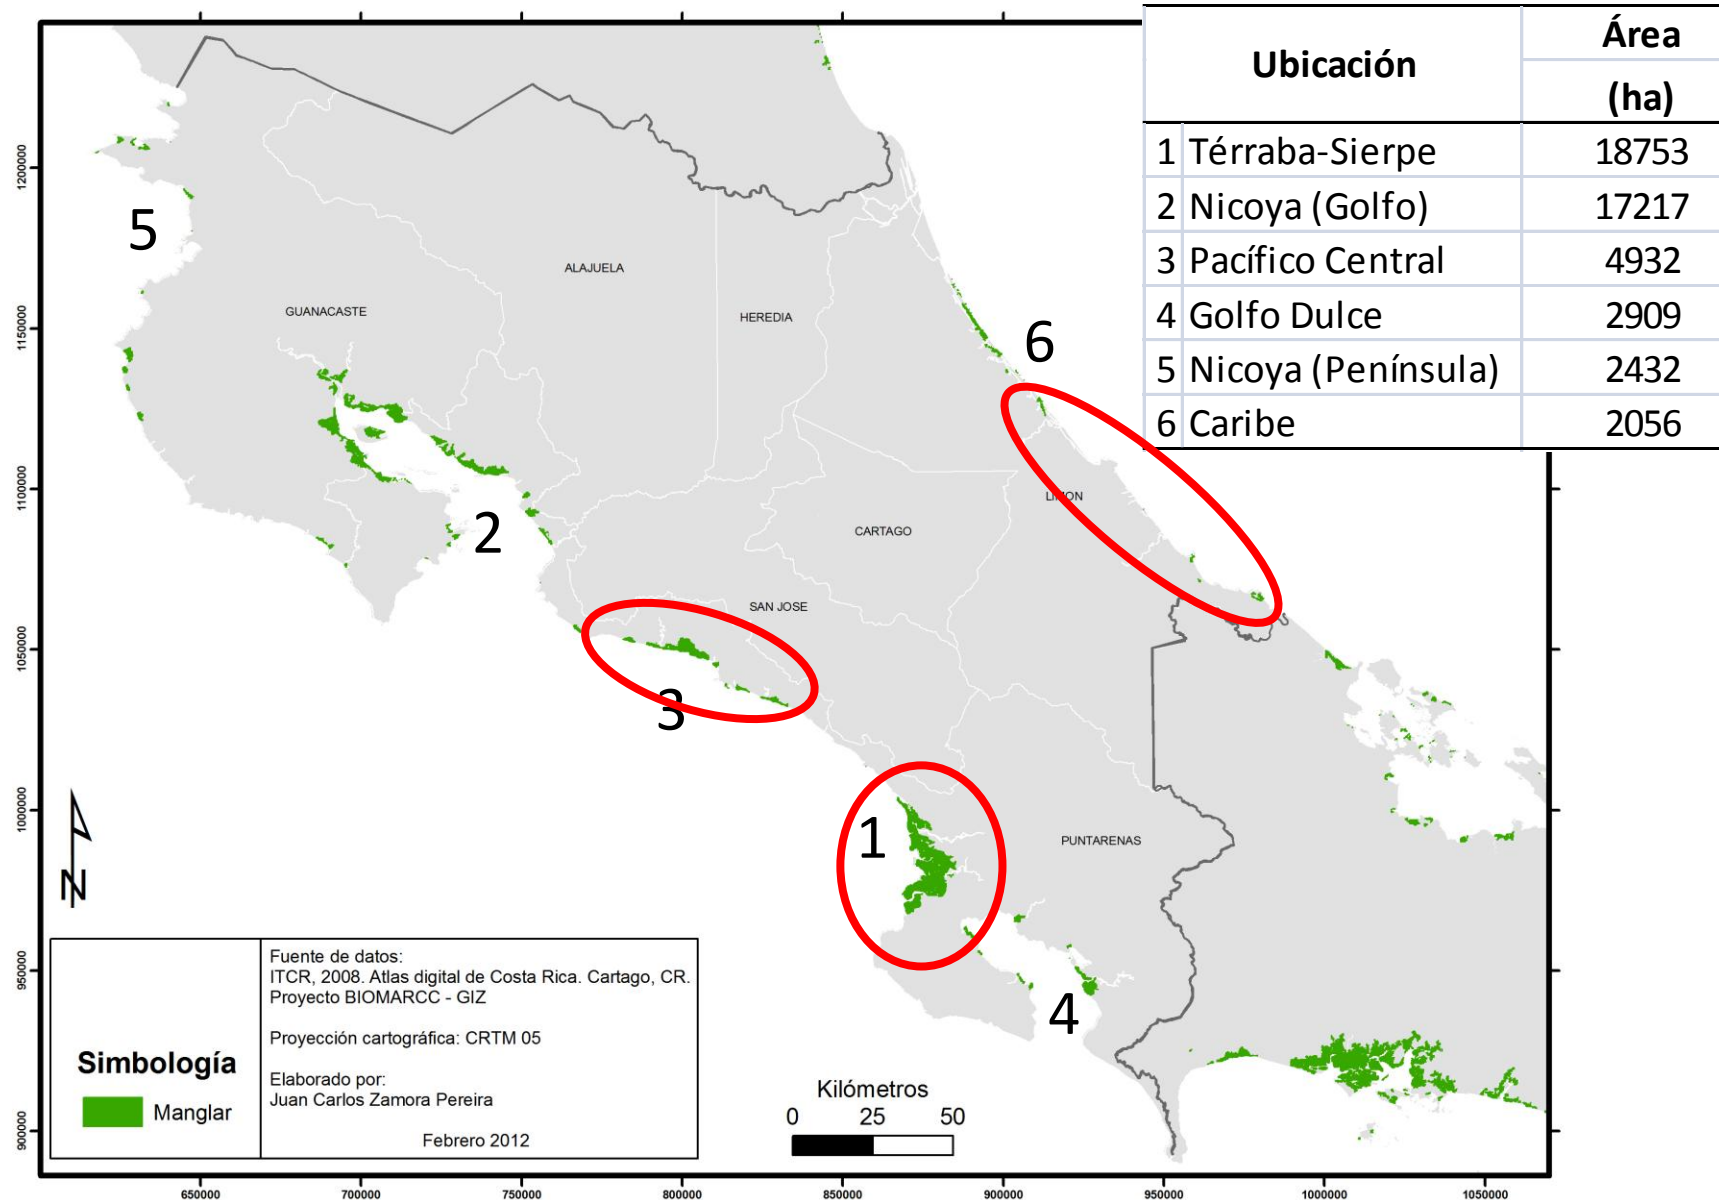 Ubicación Área
(ha)
1 Térraba-Sierpe 18753
2 Nicoya (Golfo) 17217
3 Pacífico Central 4932
4 Golfo Dulce 2909
5 Nicoya (Península) 2432
6 Caribe 2056
5
ALAJUELA
GUANACASTE
HEREDIA
6
LIMON
2
CARTAGO
SAN JOSE
3
1
PUNTARENAS
4
N
Simbología
Manglar
Fuente de datos:
ITCR, 2008. Atlas digital de Costa Rica. Cartago, CR.
Proyecto BIOMARCC - GIZ
Proyección cartográfica: CRTM 05
Elaborado por:
Juan Carlos Zamora Pereira
Febrero 2012
Kilómetros
0 25 50
1200000
1150000
1100000
1050000
1000000
950000
900000
650000 700000 750000 800000 850000 900000 950000 1000000 1050000